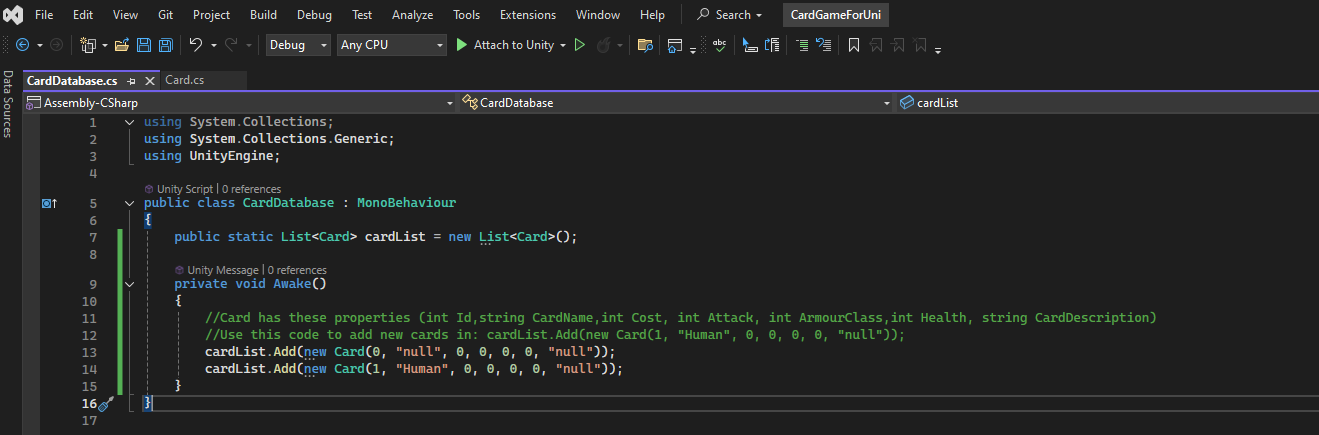 File Edit View Git Project Build Debug Test Analyze Tools Extensions Window Help Search CardGameForUni
Debug Any CPU Attach to Unity
Data Sources
CardDatabase.cs Card.cs
Assembly-CSharp CardDatabase cardList
1 using System.Collections;
2 using System.Collections.Generic;
3 using UnityEngine;
4
Unity Script | 0 references
5 public class CardDatabase : MonoBehaviour
6 {
7 public static List<Card> cardList = new List<Card>();
8
Unity Message | 0 references
9 private void Awake()
10 {
11 //Card has these properties (int Id,string CardName,int Cost, int Attack, int ArmourClass,int Health, string CardDescription)
12 //Use this code to add new cards in: cardList.Add(new Card(1, "Human", 0, 0, 0, 0, "null"));
13 cardList.Add(new Card(0, "null", 0, 0, 0, 0, "null"));
14 cardList.Add(new Card(1, "Human", 0, 0, 0, 0, "null"));
15 }
16 }
17